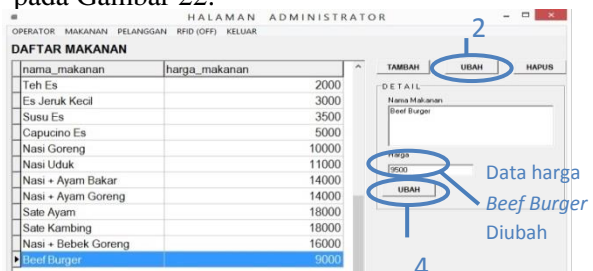 pada Gambar 22.
HALAMAN ADMINISTRATOR
OPERATOR MAKANAN PELANGGAN RFID (OFF) KELUAR
2
DAFTAR MAKANAN
nama_makanan harga_makanan
Teh Es 2000
Es Jeruk Kecil 3000
Susu Es 3500
Capucino Es 5000
Nasi Goreng 10000
Nasi Uduk 11000
Nasi + Ayam Bakar 14000
Nasi + Ayam Goreng 14000
Sate Ayam 18000
Sate Kambing 18000
Nasi + Bebek Goreng 16000
Beef Burger 9000
TAMBAH UBAH HAPUS
DETAIL
Nama Makanan
Beef Burger
Harga
9500
UBAH
Data harga
Beef Burger
Diubah
4